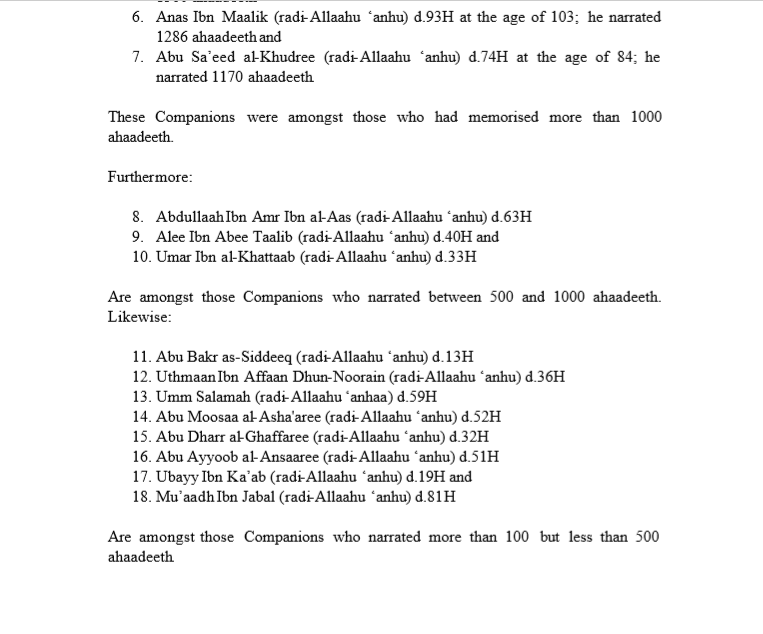 6. Anas Ibn Maalik (radi-Allaahu ‘anhu) d.93H at the age of 103; he narrated
1286 ahaadeeth and
7. Abu Sa’eed al-Khudree (radi-Allaahu ‘anhu) d.74H at the age of 84; he
narrated 1170 ahaadeeth
These Companions were amongst those who had memorised more than 1000
ahaadeeth.
Furthermore:
8. Abdullaah Ibn Amr Ibn al-Aas (radi-Allaahu ‘anhu) d.63H
9. Alee Ibn Abee Taalib (radi-Allaahu ‘anhu) d.40H and
10. Umar Ibn al-Khattaab (radi-Allaahu ‘anhu) d.33H
Are amongst those Companions who narrated between 500 and 1000 ahaadeeth.
Likewise:
11. Abu Bakr as-Siddeeq (radi-Allaahu ‘anhu) d.13H
12. Uthmaan Ibn Affaan Dhun-Noorain (radi-Allaahu ‘anhu) d.36H
13. Umm Salamah (radi-Allaahu ‘anhaa) d.59H
14. Abu Moosaa al-Asha'aree (radi-Allaahu ‘anhu) d.52H
15. Abu Dharr al-Ghaffaree (radi-Allaahu ‘anhu) d.32H
16. Abu Ayyoob al-Ansaaree (radi-Allaahu ‘anhu) d.51H
17. Ubayy Ibn Ka’ab (radi-Allaahu ‘anhu) d.19H and
18. Mu’aadh Ibn Jabal (radi-Allaahu ‘anhu) d.81H
Are amongst those Companions who narrated more than 100 but less than 500
ahaadeeth